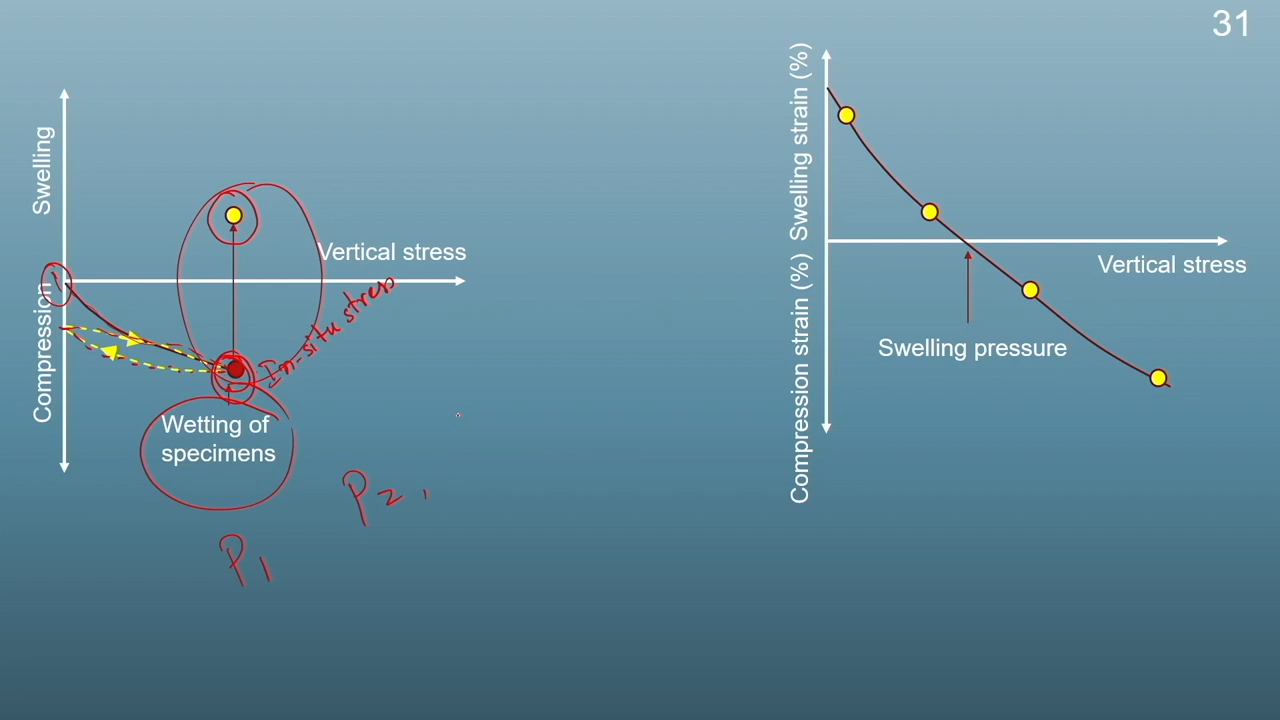 31
Swelling
Compression
Vertical stress
In-situ stress
Wetting of
specimens
P1
P2,
Swelling strain (%)
Compression strain (%)
Vertical stress
Swelling pressure